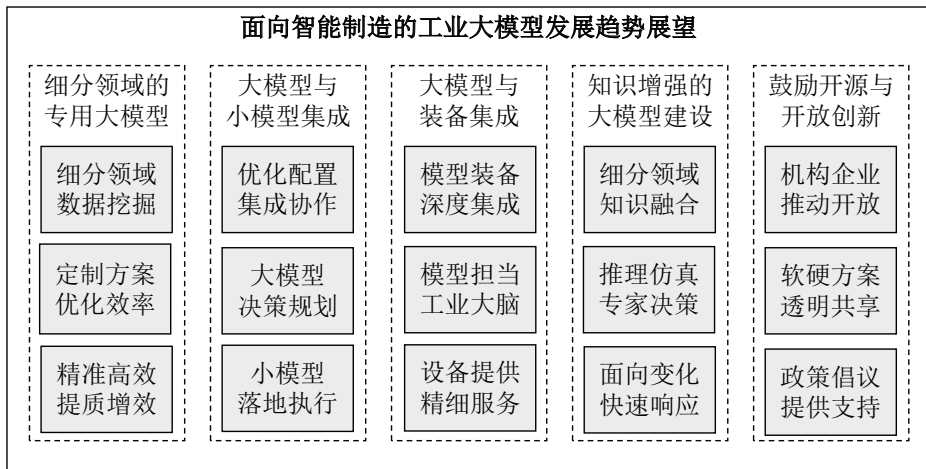 面向智能制造的工业大模型发展趋势展望
细分领域的
专用大模型
细分领域
数据挖掘
定制方案
优化效率
精准高效
提质增效
大模型与
小模型集成
优化配置
集成协作
大模型
决策规划
小模型
落地执行
大模型与
装备集成
模型装备
深度集成
模型担当
工业大脑
设备提供
精细服务
知识增强的
大模型建设
细分领域
知识融合
推理仿真
专家决策
面向变化
快速响应
鼓励开源与
开放创新
机构企业
推动开放
软硬方案
透明共享
政策倡议
提供支持